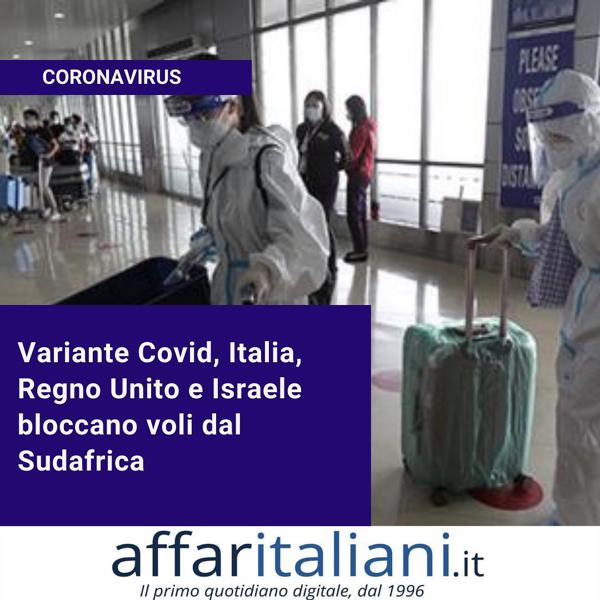 CORONAVIRUS
PLEASE
Variante Covid, Italia,
Regno Unito e Israele
bloccano voli dal
Sudafrica
affaritaliani.it
Il primo quotidiano digitale, dal 1996